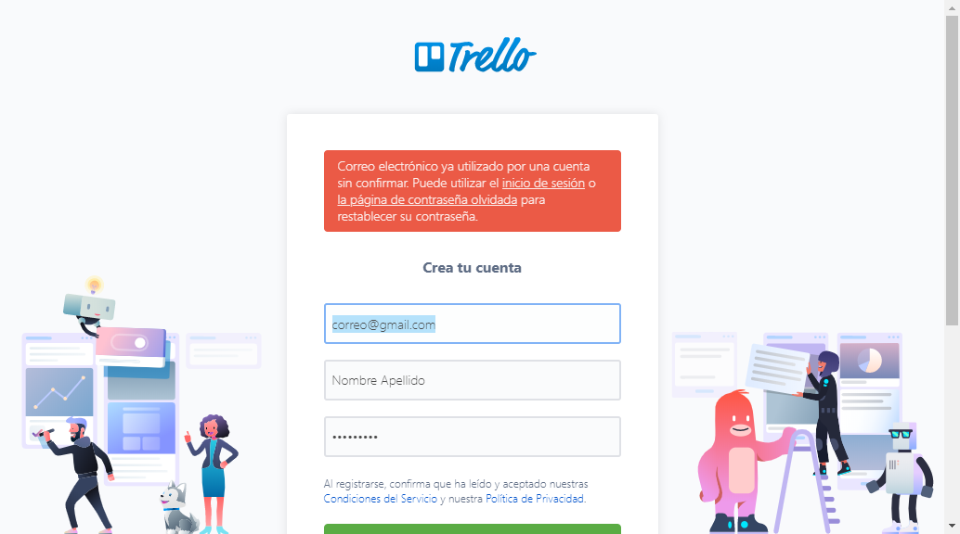 Trello
Correo electrónico ya utilizado por una cuenta
sin confirmar. Puede utilizar el inicio de sesión o
la página de contraseña olvidada para
restablecer su contraseña.
Crea tu cuenta
correo@gmail.com
Nombre Apellido
•••••••••
Al registrarse, confirma que ha leído y aceptado nuestras
Condiciones del Servicio y nuestra Política de Privacidad.